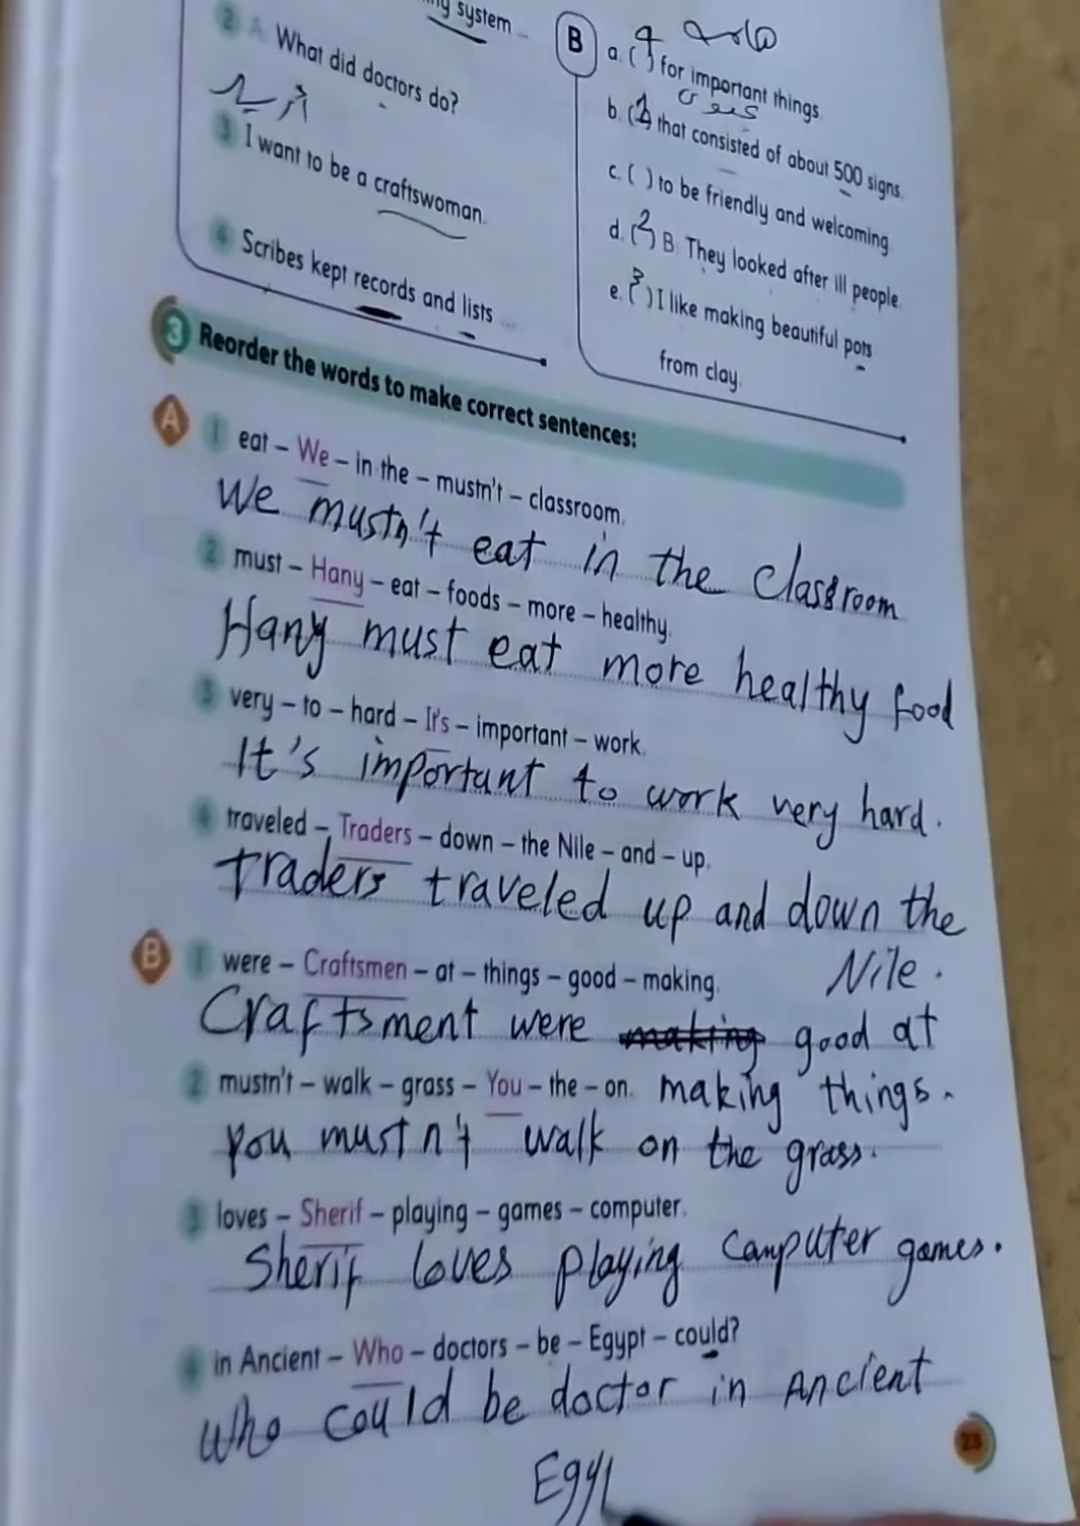 system ...
2 A. What did doctors do?
3 I want to be a craftswoman.
4 Scribes kept records and lists ...
B
a. (4) for important things.
b. ( ) that consisted of about 500 signs.
c. ( ) to be friendly and welcoming.
d. (2) B. They looked after ill people.
e. (3) I like making beautiful pots
from clay.
3 Reorder the words to make correct sentences:
A
1 eat – We – in the – mustn't – classroom.
We mustn't eat in the classroom
2 must – Hany – eat – foods – more – healthy.
Hany must eat more healthy food
3 very – to – hard – It's – important – work.
It's important to work very hard.
4 traveled – Traders – down – the Nile – and – up.
traders traveled up and down the
Nile.
B
1 were – Craftsmen – at – things – good – making.
Craftsment were making good at
making things.
2 mustn't – walk – grass – You – the – on.
you mustn't walk on the grass.
3 loves – Sherif – playing – games – computer.
Sherif loves playing computer games.
4 in Ancient – Who – doctors – be – Egypt – could?
Who could be doctor in Ancient
Egy
23